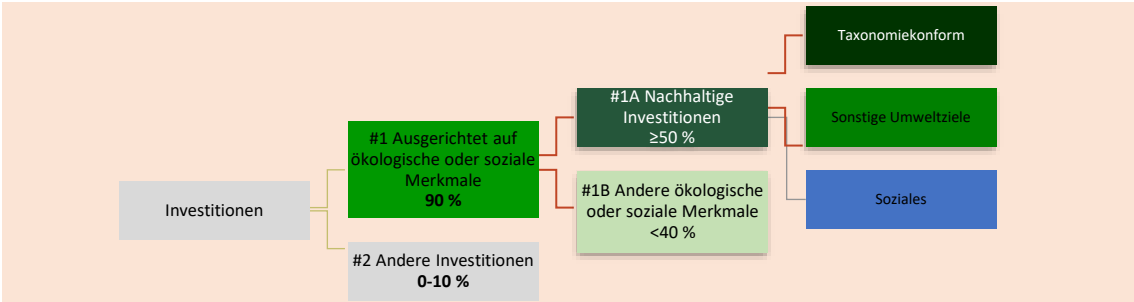 Investitionen
#1 Ausgerichtet auf
ökologische oder soziale
Merkmale
90 %
#2 Andere Investitionen
0-10 %
#1A Nachhaltige
Investitionen
≥50 %
#1B Andere ökologische
oder soziale Merkmale
<40 %
Taxonomiekonform
Sonstige Umweltziele
Soziales